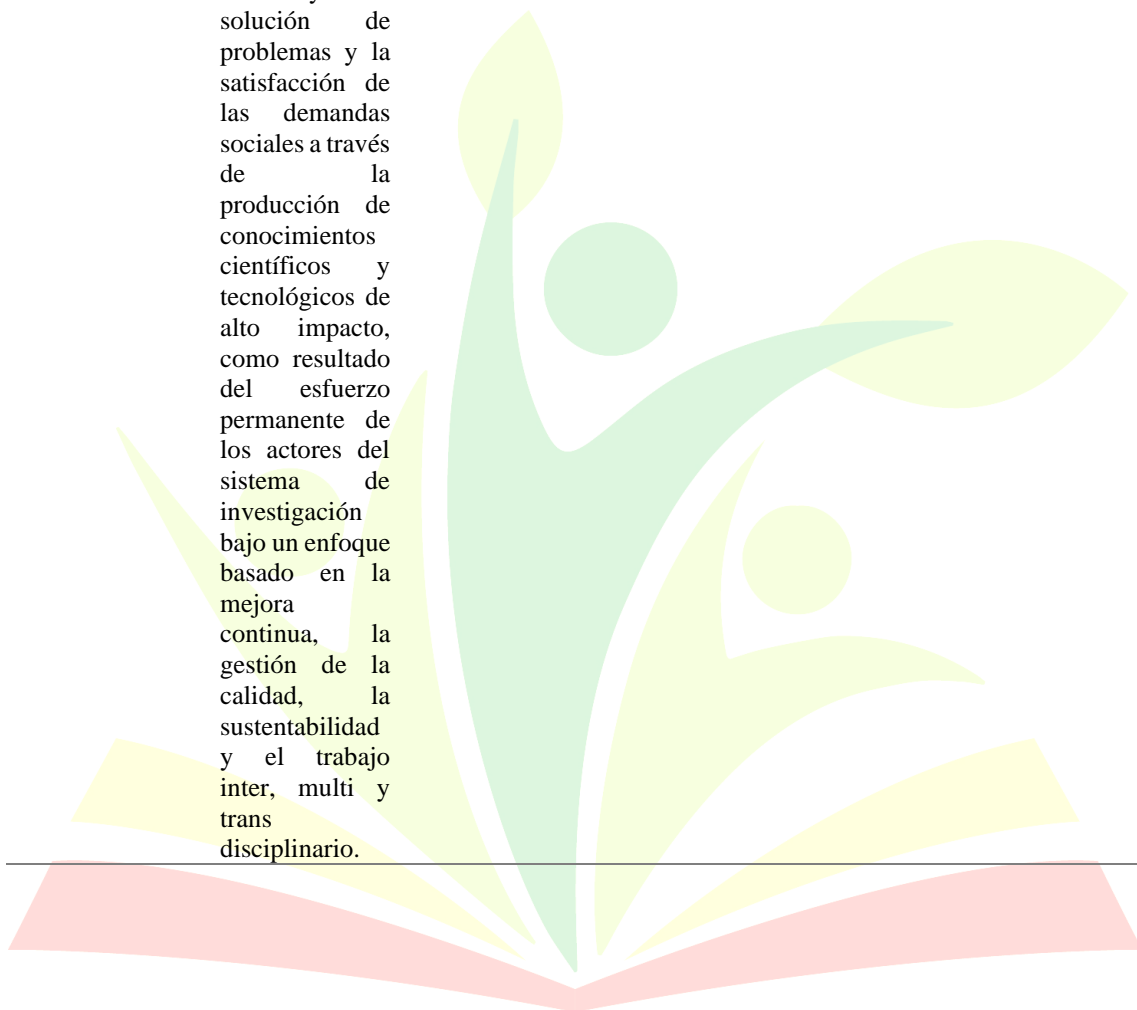 solución de
problemas y la
satisfacción de
las demandas
sociales a través
de la
producción de
conocimientos
científicos y
tecnológicos de
alto impacto,
como resultado
del esfuerzo
permanente de
los actores del
sistema de
investigación
bajo un enfoque
basado en la
mejora
continua, la
gestión de la
calidad, la
sustentabilidad
y el trabajo
inter, multi y
trans
disciplinario.